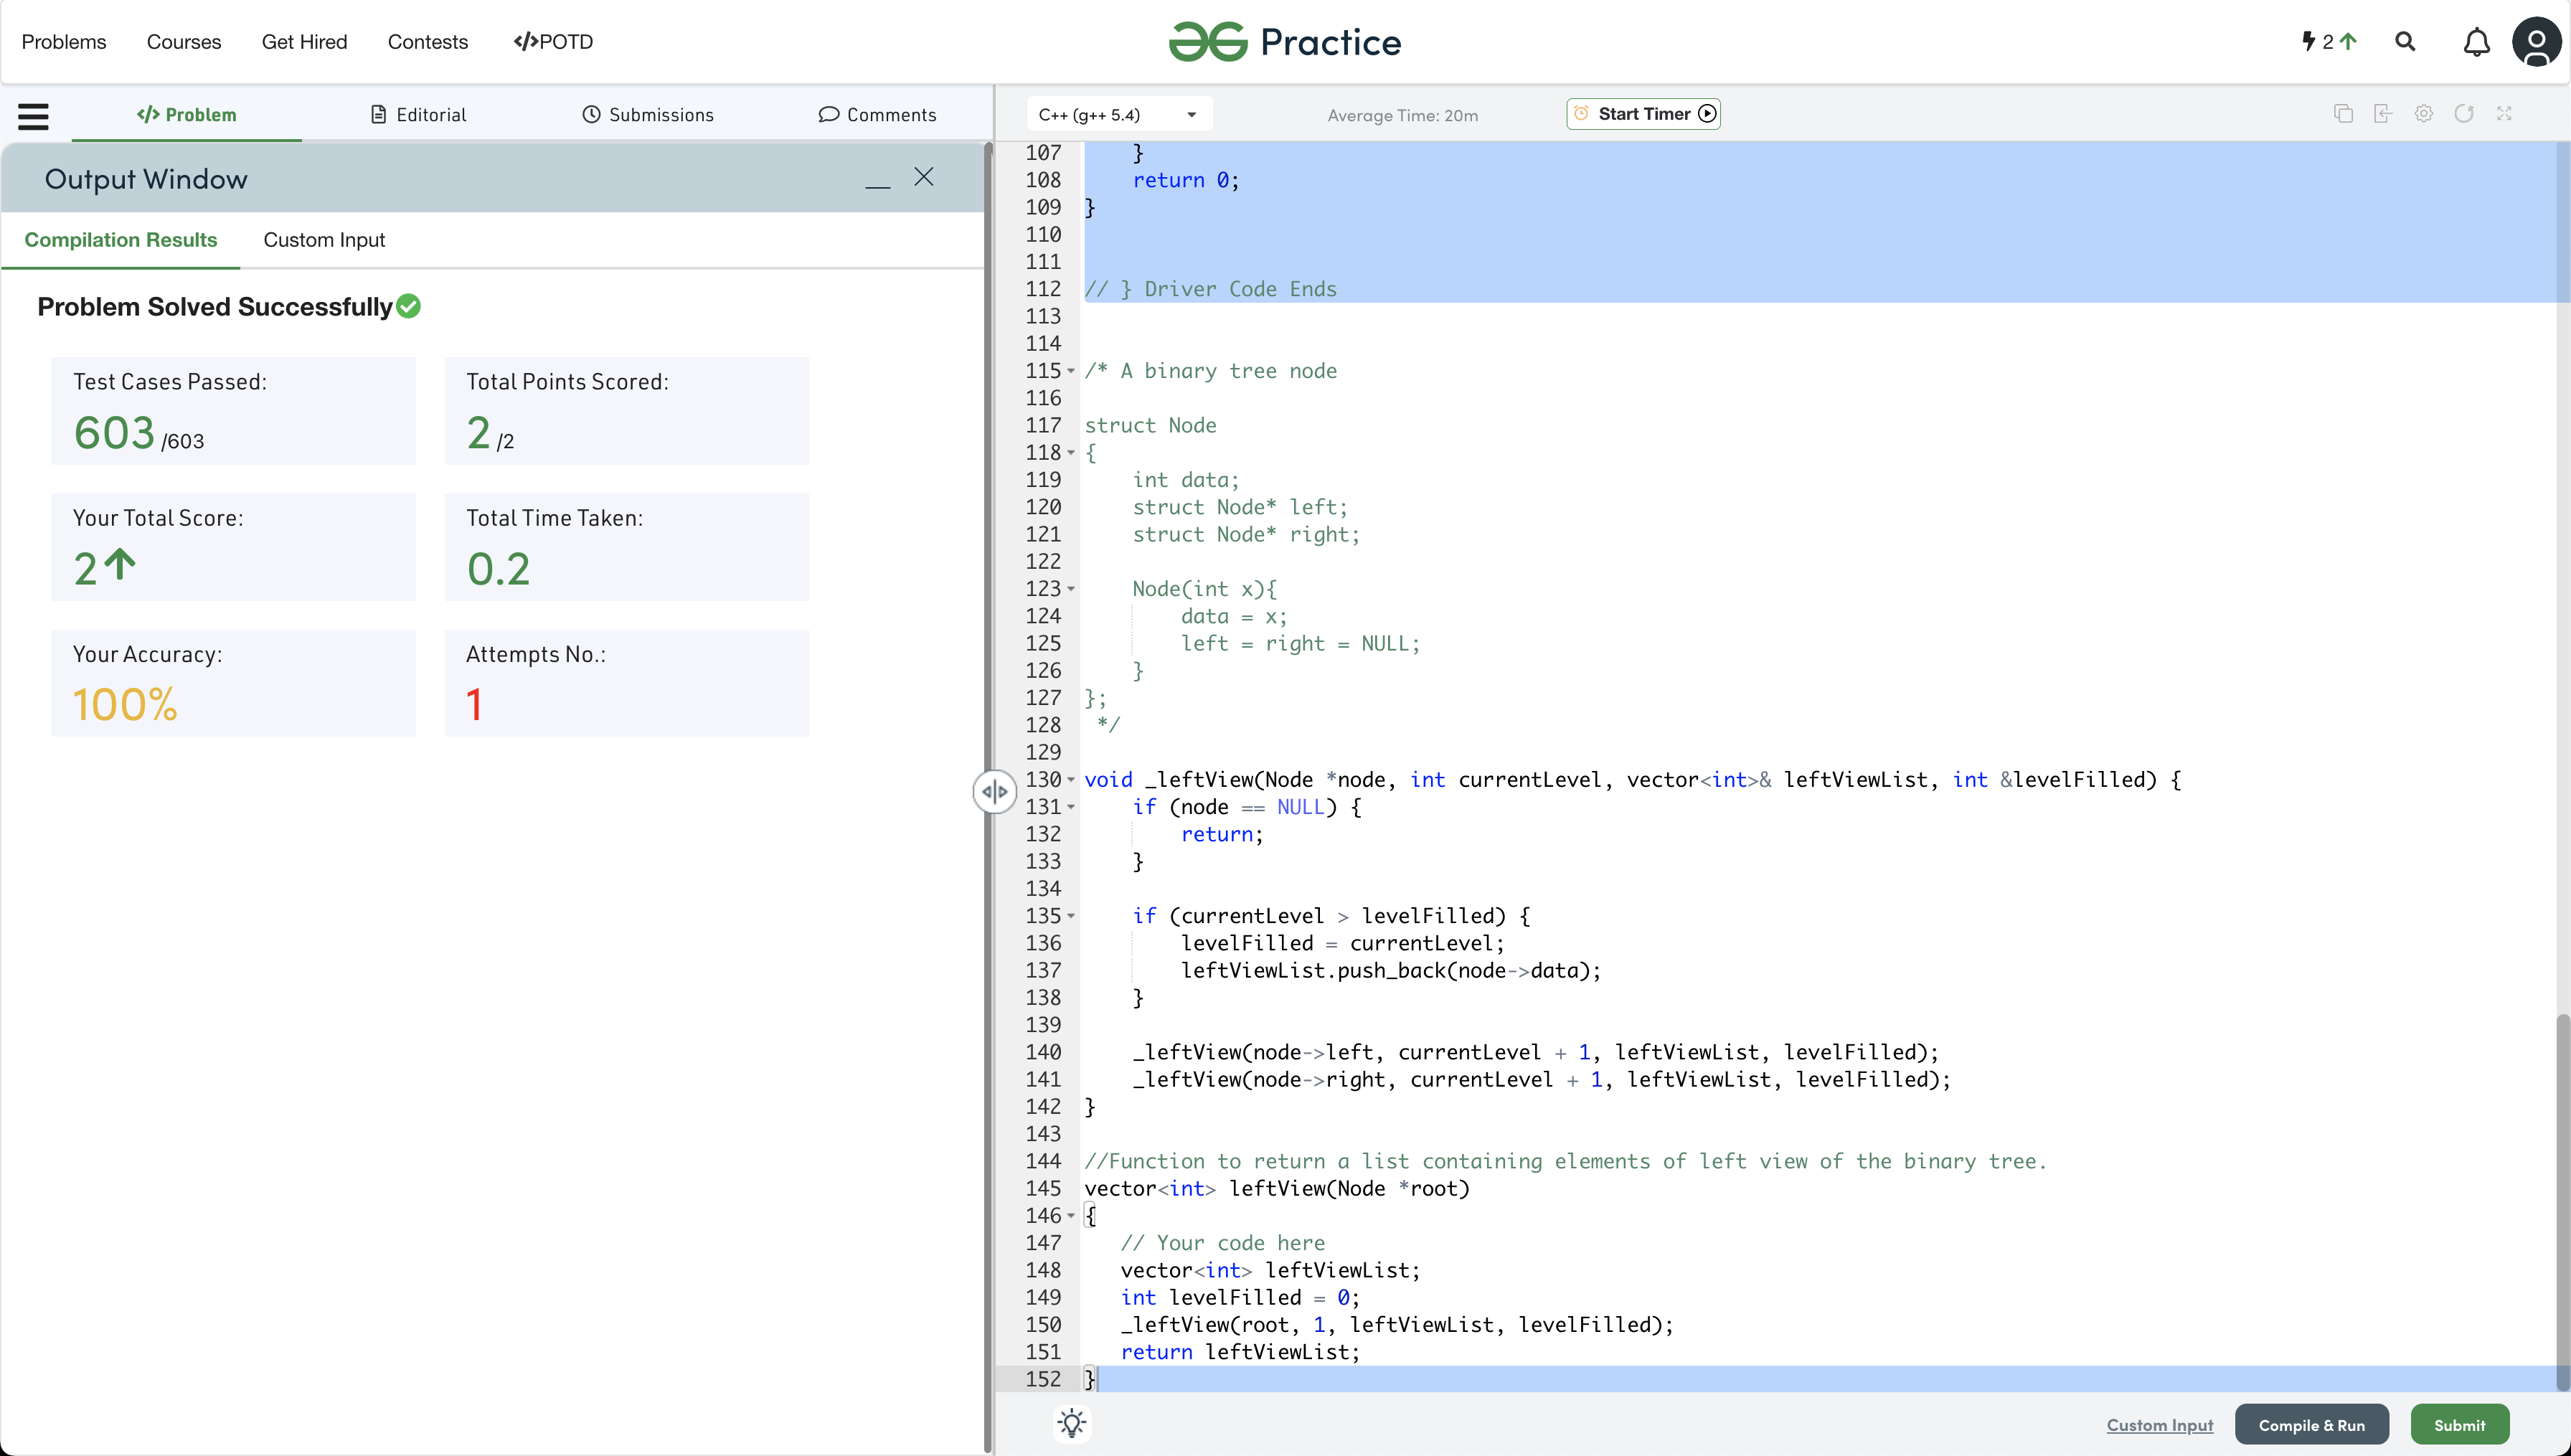 Problems Courses Get Hired Contests </>POTD
Practice
2
</> Problem Editorial Submissions Comments
C++ (g++ 5.4) Average Time: 20m Start Timer
Output Window
Compilation Results Custom Input
Problem Solved Successfully
Test Cases Passed: Total Points Scored:
603 /603 2 /2
Your Total Score: Total Time Taken:
2 0.2
Your Accuracy: Attempts No.:
100% 1
107     }
108     return 0;
109 }
110
111
112 // } Driver Code Ends
113
114
115 /* A binary tree node
116
117 struct Node
118 {
119     int data;
120     struct Node* left;
121     struct Node* right;
122
123     Node(int x){
124         data = x;
125         left = right = NULL;
126     }
127 };
128  */
129
130 void _leftView(Node *node, int currentLevel, vector<int>& leftViewList, int &levelFilled) {
131     if (node == NULL) {
132         return;
133     }
134
135     if (currentLevel > levelFilled) {
136         levelFilled = currentLevel;
137         leftViewList.push_back(node->data);
138     }
139
140     _leftView(node->left, currentLevel + 1, leftViewList, levelFilled);
141     _leftView(node->right, currentLevel + 1, leftViewList, levelFilled);
142 }
143
144 //Function to return a list containing elements of left view of the binary tree.
145 vector<int> leftView(Node *root)
146 {
147    // Your code here
148    vector<int> leftViewList;
149    int levelFilled = 0;
150    _leftView(root, 1, leftViewList, levelFilled);
151    return leftViewList;
152 }
Custom Input Compile & Run Submit